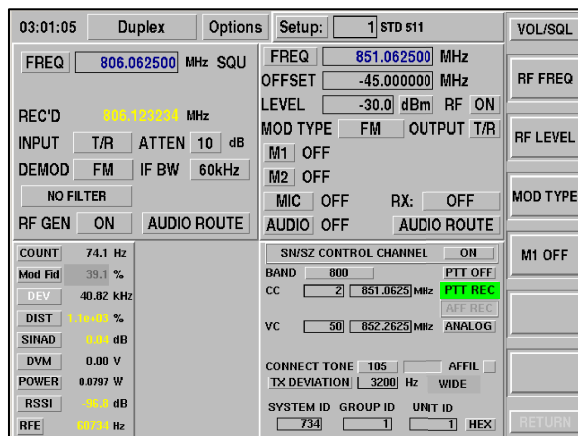 03:01:05 Duplex Options Setup: 1 STD 511 VOL/SQL
FREQ 806.062500 MHz SQU
REC'D 806.123234 MHz
INPUT T/R ATTEN 10 dB
DEMOD FM IF BW 60kHz
NO FILTER
RF GEN ON AUDIO ROUTE
FREQ 851.062500 MHz
OFFSET -45.000000 MHz
LEVEL -30.0 dBm RF ON
MOD TYPE FM OUTPUT T/R
M1 OFF
M2 OFF
MIC OFF RX: OFF
AUDIO OFF AUDIO ROUTE
COUNT 74.1 Hz
Mod Fid 39.1 %
DEV 40.82 kHz
DIST 1.1e+03 %
SINAD 0.04 dB
DVM 0.00 V
POWER 0.0797 W
RSSI -96.8 dB
RFE 60734 Hz
SN/SZ CONTROL CHANNEL ON
BAND 800 PTT OFF
CC 2 851.0625 MHz PTT REC
AFF REC
VC 50 852.2625 MHz ANALOG
CONNECT TONE 105 AFFIL
TX DEVIATION 3200 Hz WIDE
SYSTEM ID GROUP ID UNIT ID
734 1 1 HEX
RF FREQ
RF LEVEL
MOD TYPE
M1 OFF
RETURN